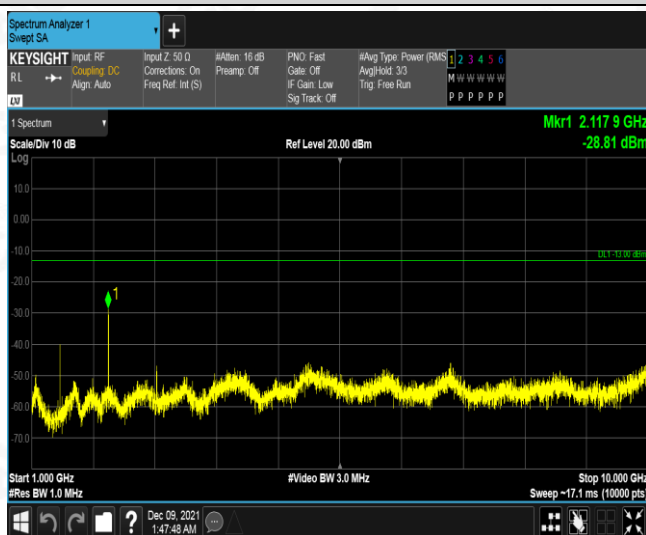 Spectrum Analyzer 1
Swept SA
+
KEYSIGHT
RL
LXI
Input: RF
Coupling: DC
Align: Auto
Input Z: 50 Ω
Corrections: On
Freq Ref: Int (S)
#Atten: 16 dB
Preamp: Off
PNO: Fast
Gate: Off
IF Gain: Low
Sig Track: Off
#Avg Type: Power (RMS
Avg|Hold: 3/3
Trig: Free Run
1 2 3 4 5 6
M W W W W W
P P P P P P
1 Spectrum
Scale/Div 10 dB
Ref Level 20.00 dBm
Mkr1 2.117 9 GHz
-28.81 dBm
Log
10.0
0.00
-10.0
DL1 -13.00 dBm
-20.0
1
-30.0
-40.0
-50.0
-60.0
-70.0
Start 1.000 GHz
#Video BW 3.0 MHz
Stop 10.000 GHz
#Res BW 1.0 MHz
Sweep ~17.1 ms (10000 pts)
?
Dec 09, 2021
1:47:48 AM